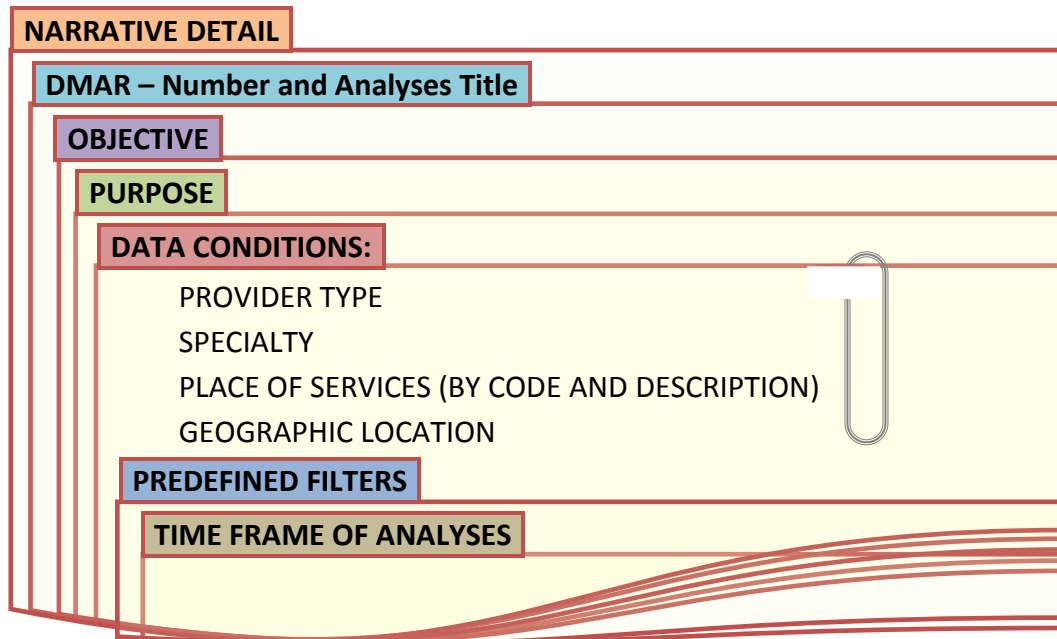 NARRATIVE DETAIL
DMAR – Number and Analyses Title
OBJECTIVE
PURPOSE
DATA CONDITIONS:
PROVIDER TYPE
SPECIALTY
PLACE OF SERVICES (BY CODE AND DESCRIPTION)
GEOGRAPHIC LOCATION
PREDEFINED FILTERS
TIME FRAME OF ANALYSES